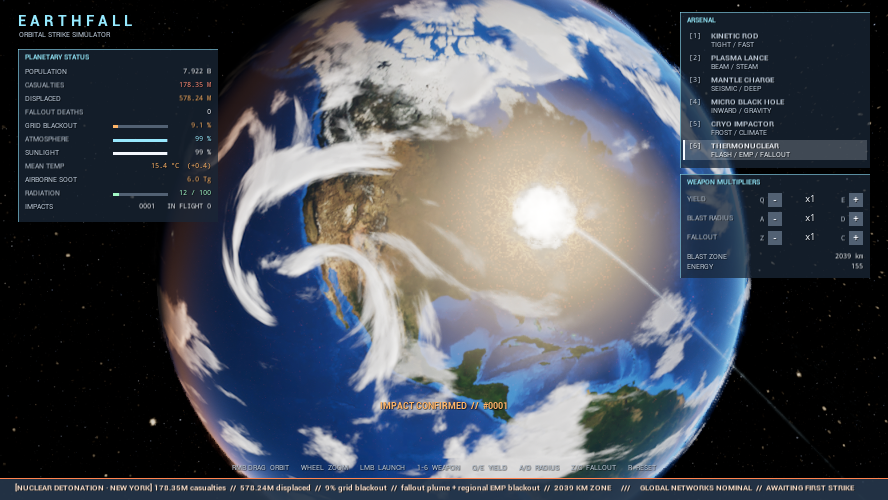 EARTHFALL
ORBITAL STRIKE SIMULATOR
PLANETARY STATUS
POPULATION 7.922 B
CASUALTIES 178.35 M
DISPLACED 578.24 M
FALLOUT DEATHS 0
GRID BLACKOUT 9.1 %
ATMOSPHERE 99 %
SUNLIGHT 99 %
MEAN TEMP 15.4 °C (+0.4)
AIRBORNE SOOT 6.0 Tg
RADIATION 12 / 100
IMPACTS 0001 IN FLIGHT 0
ARSENAL
[1] KINETIC ROD
TIGHT / FAST
[2] PLASMA LANCE
BEAM / STEAM
[3] MANTLE CHARGE
SEISMIC / DEEP
[4] MICRO BLACK HOLE
INWARD / GRAVITY
[5] CRYO IMPACTOR
FROST / CLIMATE
[6] THERMONUCLEAR
FLASH / EMP / FALLOUT
WEAPON MULTIPLIERS
YIELD Q - x1 E +
BLAST RADIUS A - x1 D +
FALLOUT Z - x1 C +
BLAST ZONE 2039 km
ENERGY 155
IMPACT CONFIRMED // #0001
RMB DRAG ORBIT WHEEL ZOOM LMB LAUNCH 1-6 WEAPON Q/E YIELD A/D RADIUS Z/C FALLOUT R RESET
[NUCLEAR DETONATION - NEW YORK] 178.35M casualties // 578.24M displaced // 9% grid blackout // fallout plume + regional EMP blackout // 2039 KM ZONE /// GLOBAL NETWORKS NOMINAL // AWAITING FIRST STRIKE